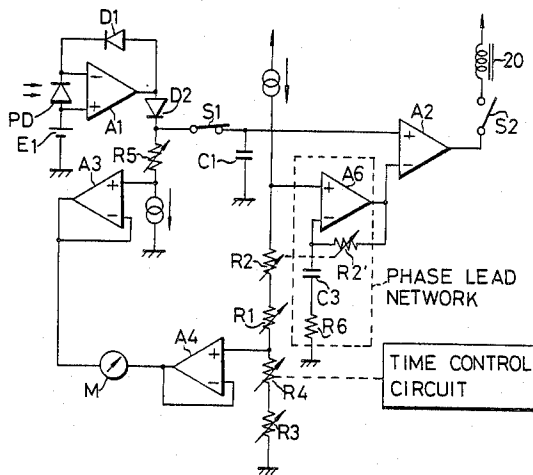 D1
A1
PD
E1
D2
S1
R5
A3
C1
A2
20
S2
A6
R2
R2'
C3
PHASE LEAD
NETWORK
R1
R6
A4
M
R4
TIME CONTROL
CIRCUIT
R3